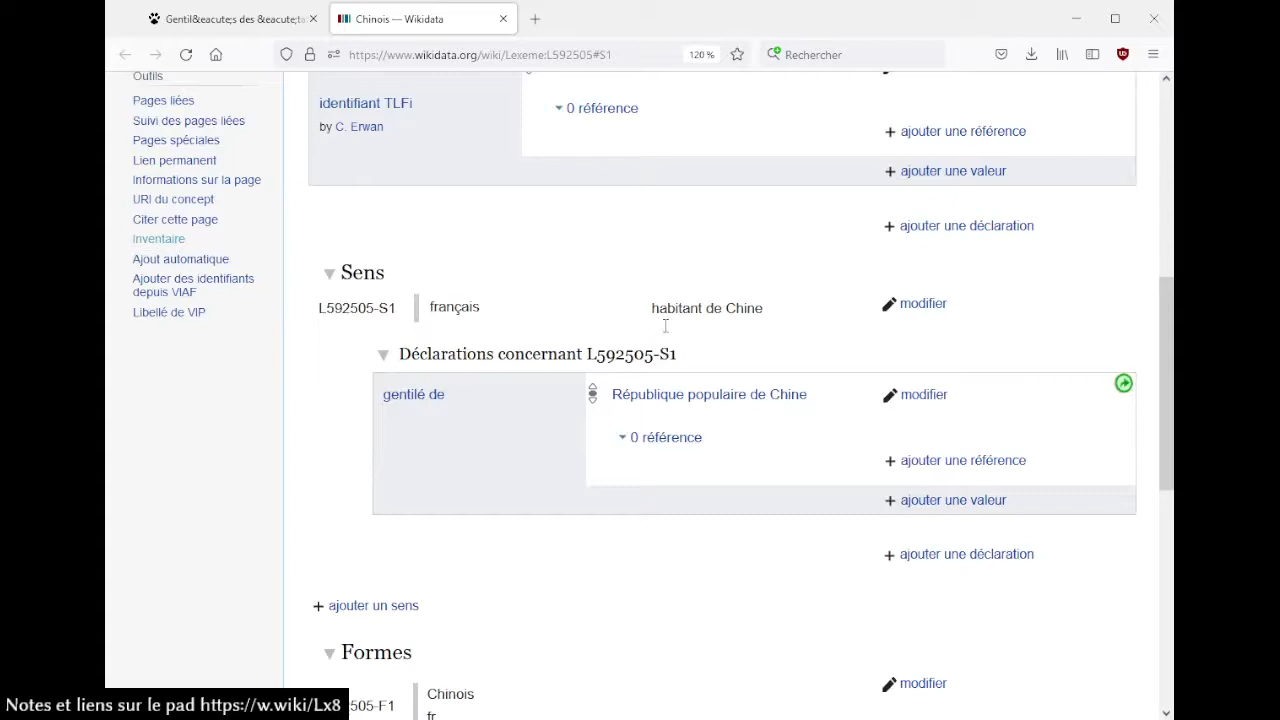 Gentil&eacute;s des &eacute;ta
Chinois — Wikidata
https://www.wikidata.org/wiki/Lexeme:L592505#S1
120 %
Rechercher
Outils
Pages liées
Suivi des pages liées
Pages spéciales
Lien permanent
Informations sur la page
URI du concept
Citer cette page
Inventaire
Ajout automatique
Ajouter des identifiants
depuis VIAF
Libellé de VIP
identifiant TLFi
by C. Erwan
0 référence
+ ajouter une référence
+ ajouter une valeur
+ ajouter une déclaration
Sens
L592505-S1
français
habitant de Chine
modifier
Déclarations concernant L592505-S1
gentilé de
République populaire de Chine
modifier
0 référence
+ ajouter une référence
+ ajouter une valeur
+ ajouter une déclaration
+ ajouter un sens
Formes
505-F1
Chinois
fr
modifier
Notes et liens sur le pad https://w.wiki/Lx8